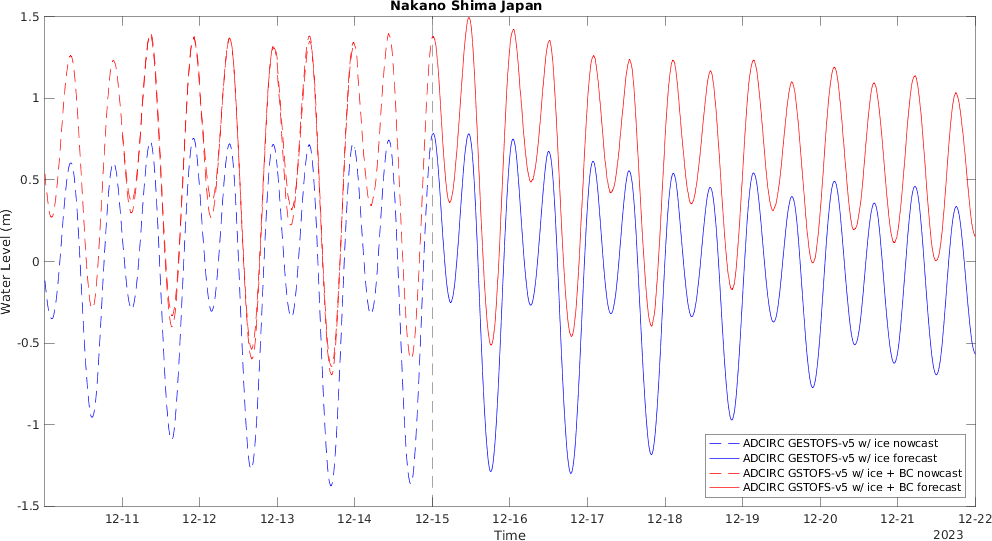 Nakano Shima Japan
1.5
1
0.5
0
-0.5
-1
-1.5
Water Level (m)
ADCIRC GESTOFS-v5 w/ ice nowcast
ADCIRC GESTOFS-v5 w/ ice forecast
ADCIRC GSTOFS-v5 w/ ice + BC nowcast
ADCIRC GSTOFS-v5 w/ ice + BC forecast
12-11 12-12 12-13 12-14 12-15 12-16 12-17 12-18 12-19 12-20 12-21 12-22
Time
2023